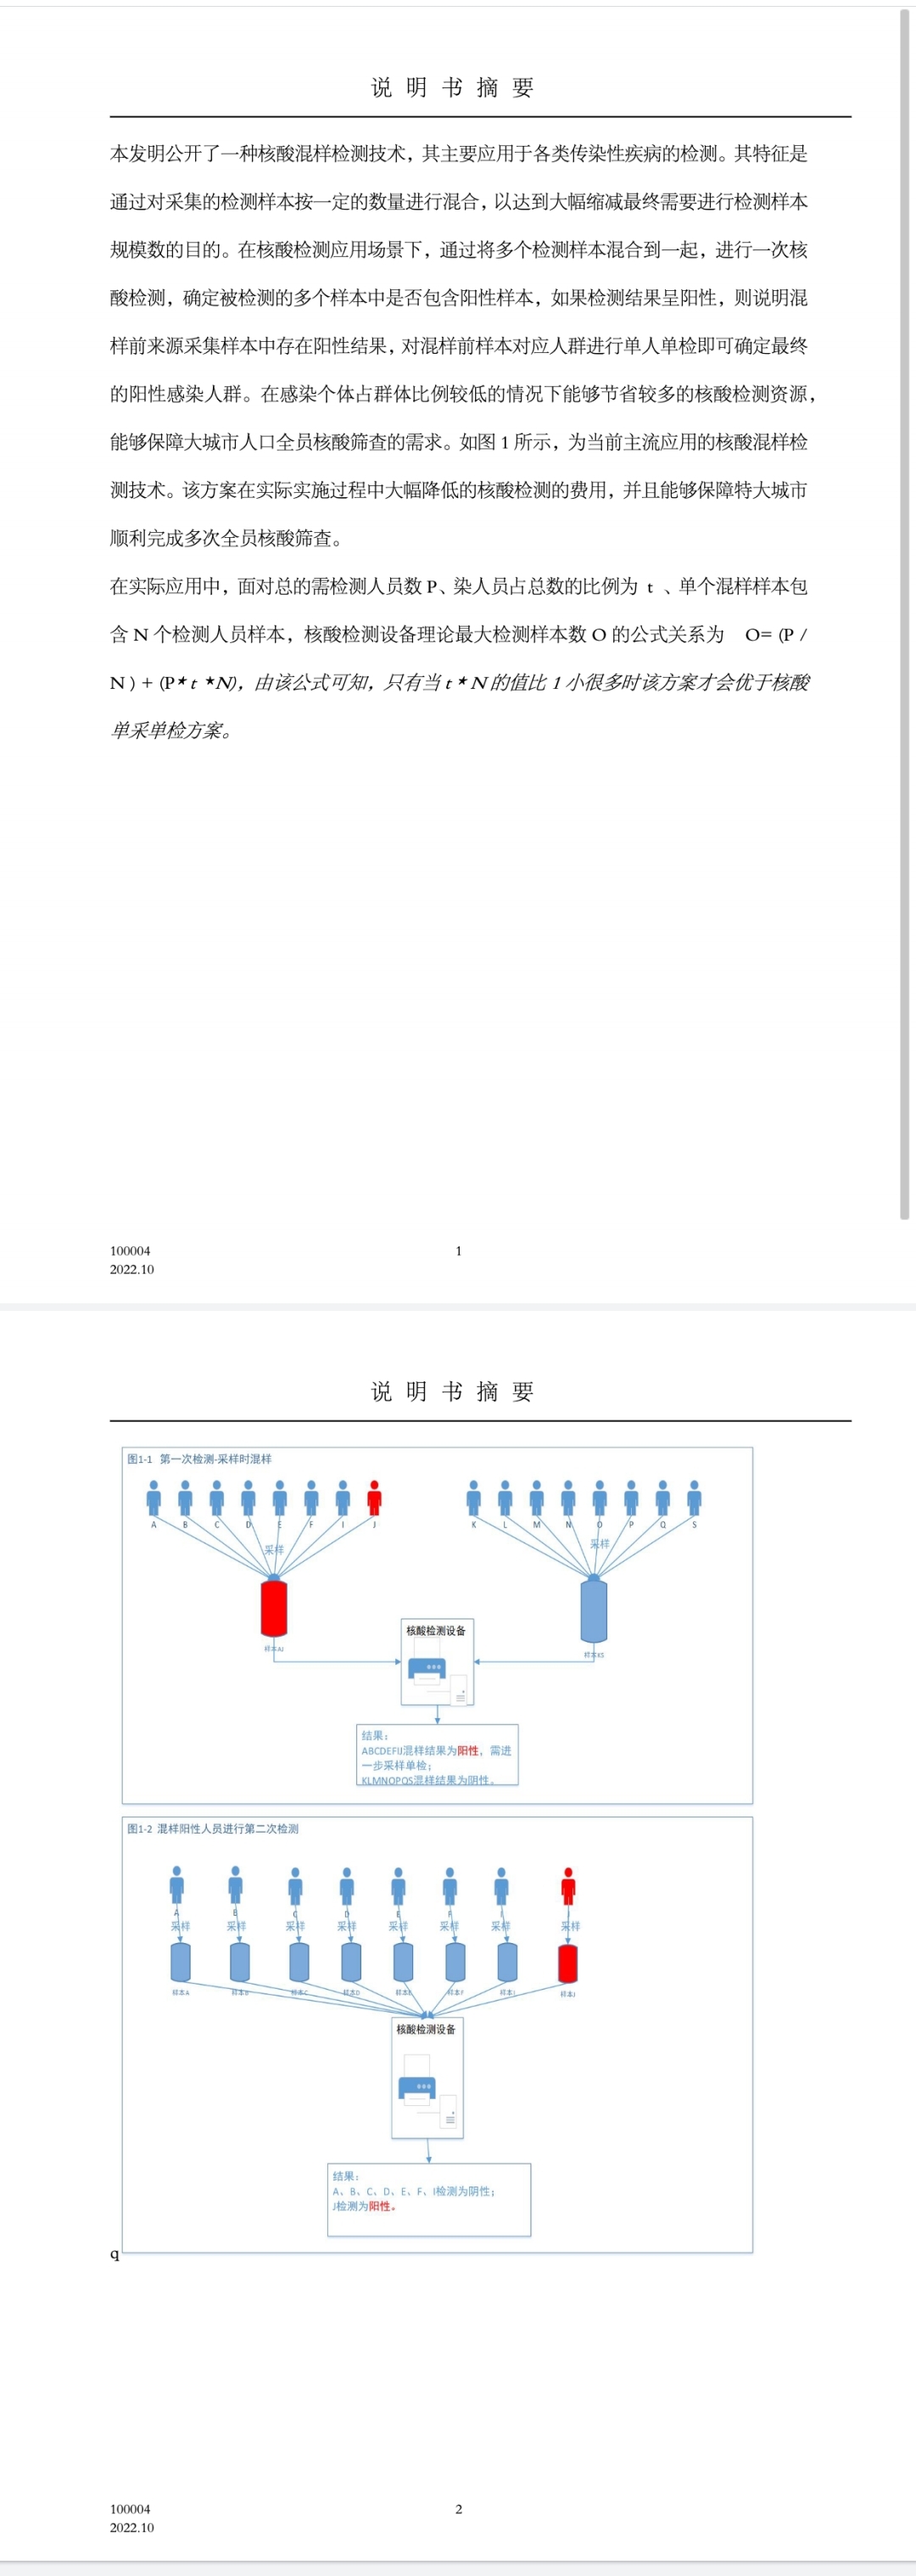 说 明 书 摘 要
本发明公开了一种核酸混样检测技术，其主要应用于各类传染性疾病的检测。其特征是
通过对采集的检测样本按一定的数量进行混合，以达到大幅缩减最终需要进行检测样本
规模数的目的。在核酸检测应用场景下，通过将多个检测样本混合到一起，进行一次核
酸检测，确定被检测的多个样本中是否包含阳性样本，如果检测结果呈阳性，则说明混
样前来源采集样本中存在阳性结果，对混样前样本对应人群进行单人单检即可确定最终
的阳性感染人群。在感染个体占群体比例较低的情况下能够节省较多的核酸检测资源，
能够保障大城市人口全员核酸筛查的需求。如图 1 所示，为当前主流应用的核酸混样检
测技术。该方案在实际实施过程中大幅降低的核酸检测的费用，并且能够保障特大城市
顺利完成多次全员核酸筛查。
在实际应用中，面对总的需检测人员数 P、染人员占总数的比例为 t 、单个混样样本包
含 N 个检测人员样本，核酸检测设备理论最大检测样本数 O 的公式关系为 O= (P /
N ) + (P* t *N)，由该公式可知，只有当 t * N 的值比 1 小很多时该方案才会优于核酸
单采单检方案。
100004
1
2022.10
说 明 书 摘 要
图1-1 第一次检测-采样时混样
A B C D E F I J K L M N O P Q S
采样 采样
样本AJ
样本KS
核酸检测设备
结果：
ABCDEFIJ混样结果为阳性，需进
一步采样单检；
KLMNOPQS混样结果为阴性。
图1-2 混样阳性人员进行第二次检测
A B C D E F I J
采样 采样 采样 采样 采样 采样 采样 采样
样本A 样本B 样本C 样本D 样本E 样本F 样本I 样本J
核酸检测设备
结果：
A、B、C、D、E、F、I检测为阴性；
J检测为阳性。
q
100004
2
2022.10